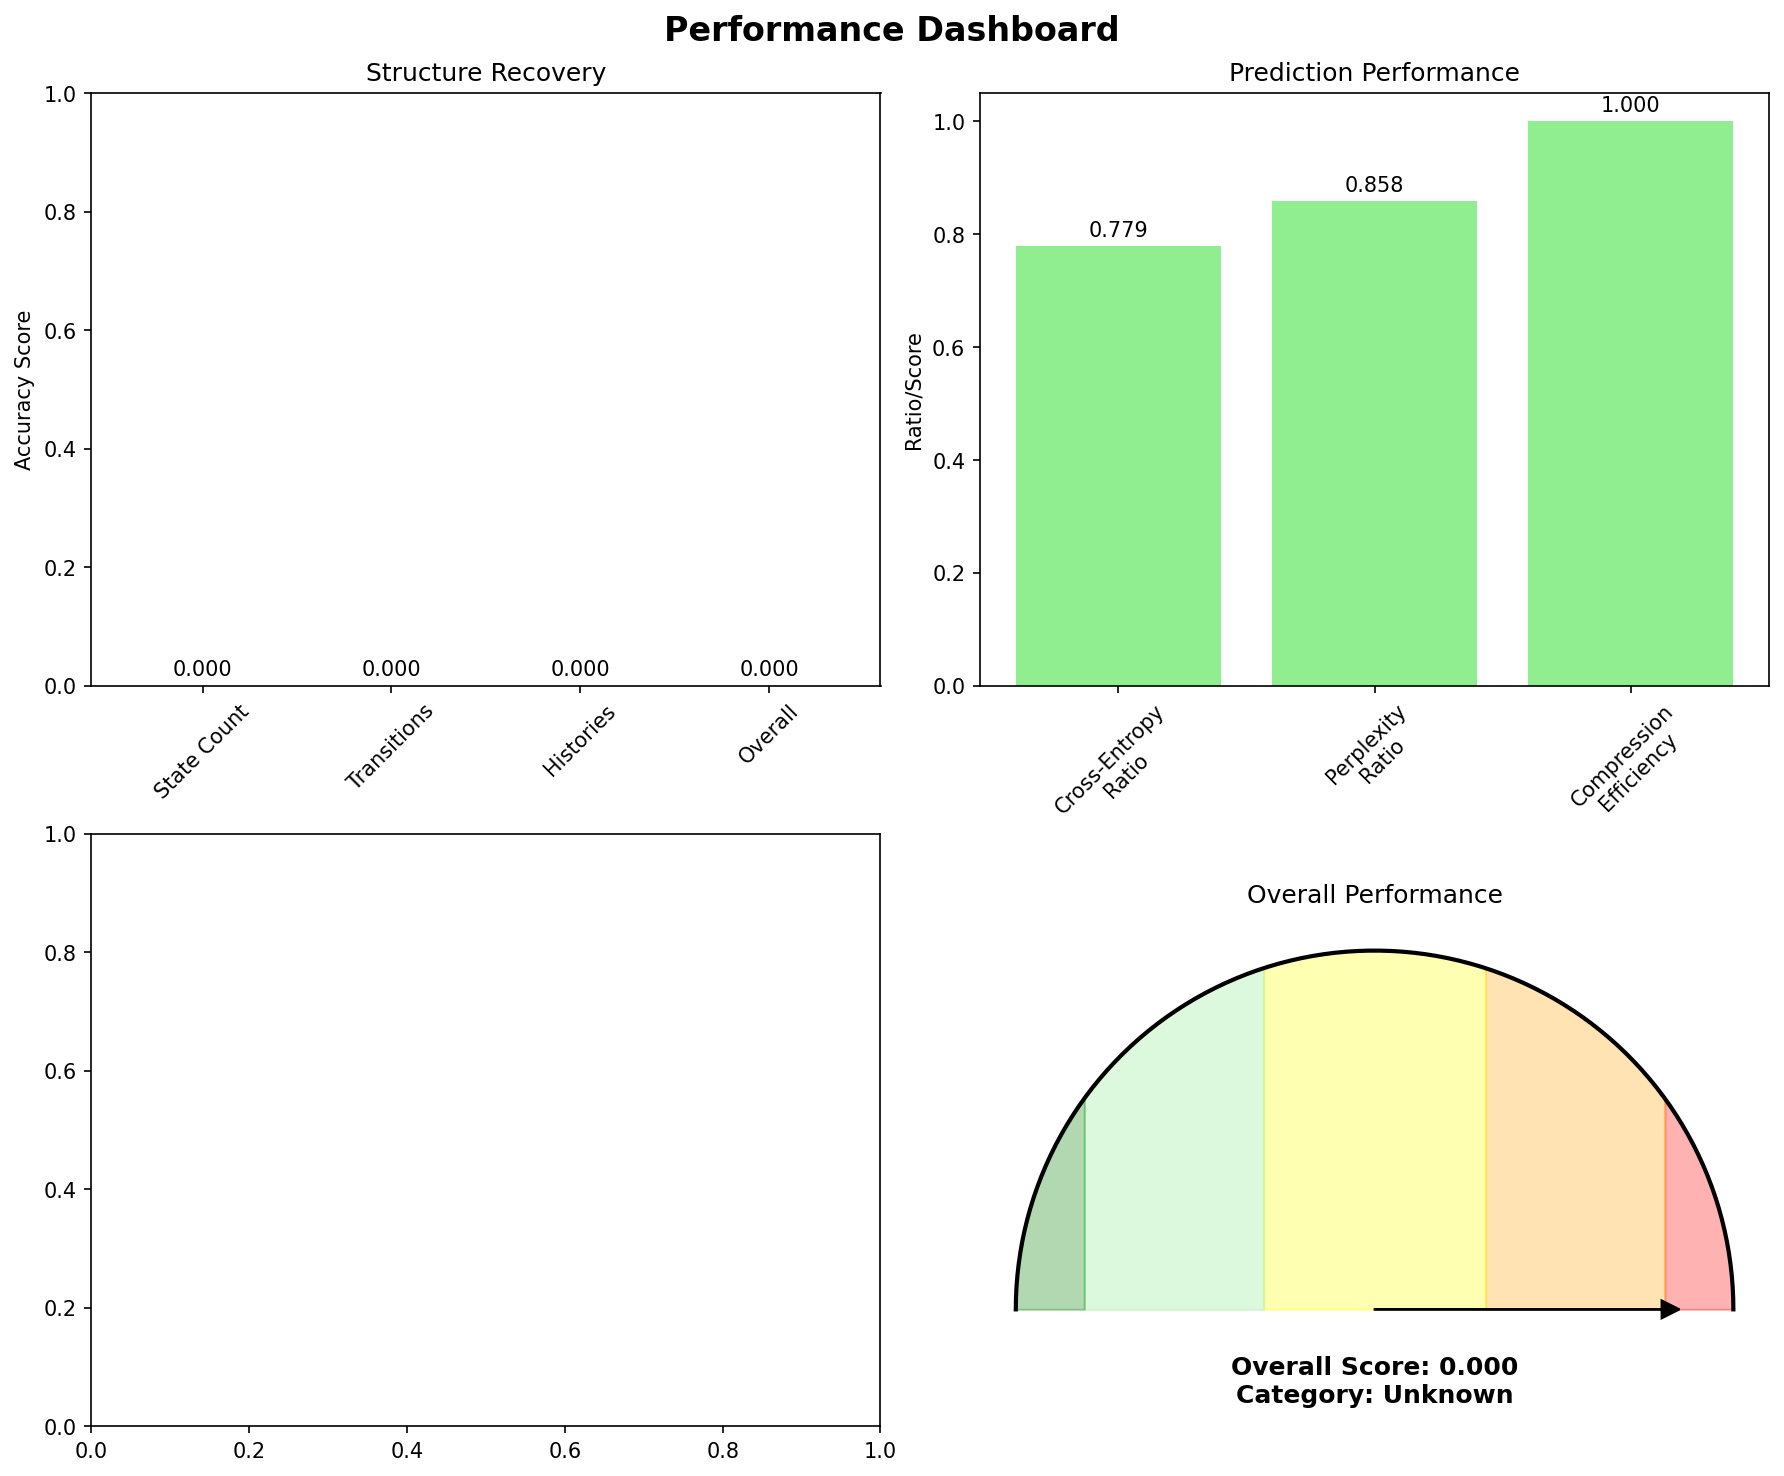 Performance Dashboard
Structure Recovery
Accuracy Score
1.0
0.8
0.6
0.4
0.2
0.0
0.000
0.000
0.000
0.000
State Count
Transitions
Histories
Overall
Prediction Performance
Ratio/Score
1.0
0.8
0.6
0.4
0.2
0.0
0.779
0.858
1.000
Cross-Entropy
Ratio
Perplexity
Ratio
Compression
Efficiency
1.0
0.8
0.6
0.4
0.2
0.0
0.0
0.2
0.4
0.6
0.8
1.0
Overall Performance
Overall Score: 0.000
Category: Unknown